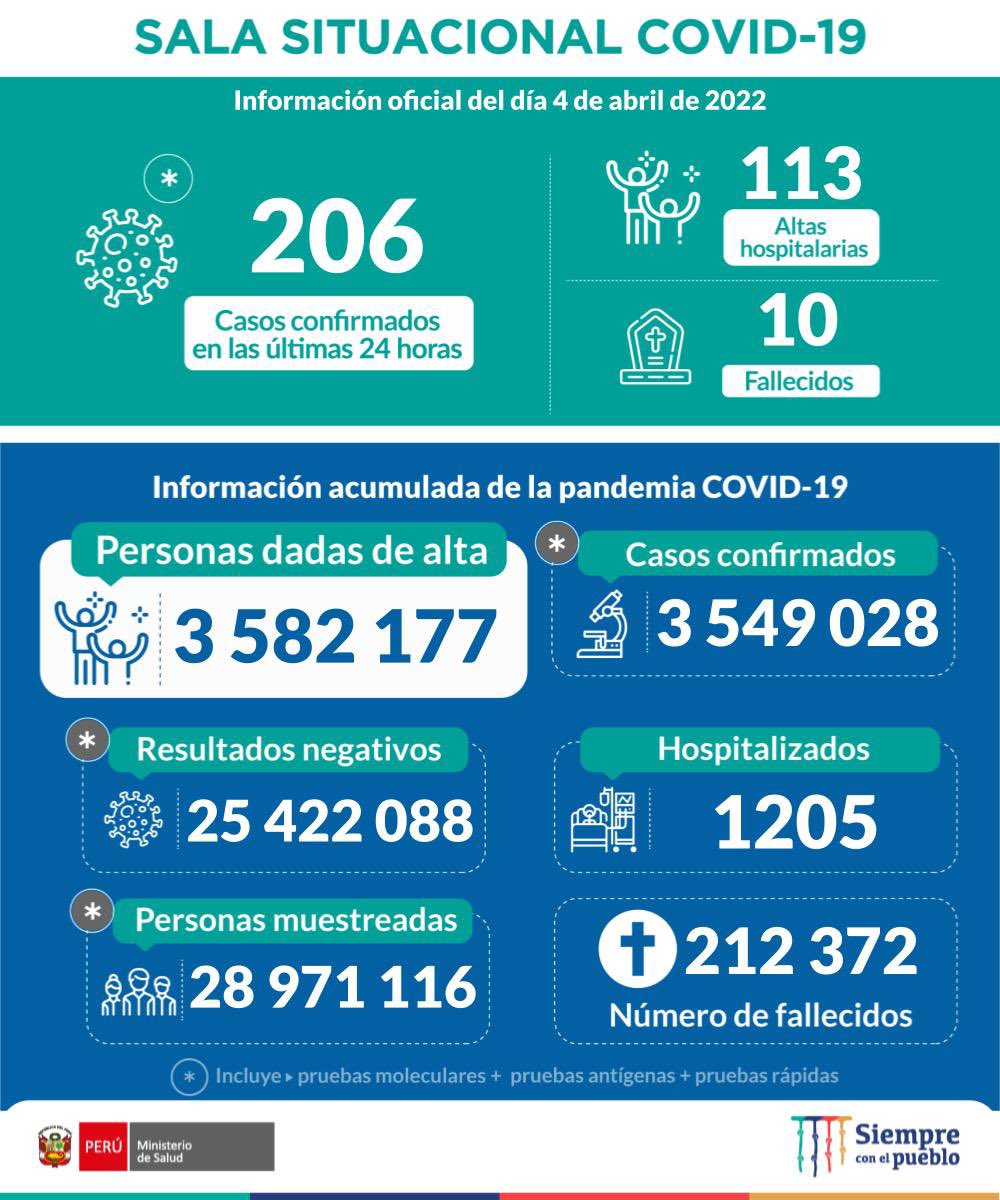 SALA SITUACIONAL COVID-19
Información oficial del día 4 de abril de 2022
*
206
Casos confirmados
en las últimas 24 horas
113
Altas
hospitalarias
10
Fallecidos
Información acumulada de la pandemia COVID-19
Personas dadas de alta
3 582 177
*
Casos confirmados
3 549 028
*
Resultados negativos
25 422 088
Hospitalizados
1205
*
Personas muestreadas
28 971 116
212 372
Número de fallecidos
* Incluye ▸ pruebas moleculares + pruebas antígenas + pruebas rápidas
PERÚ
Ministerio
de Salud
Siempre
con el pueblo